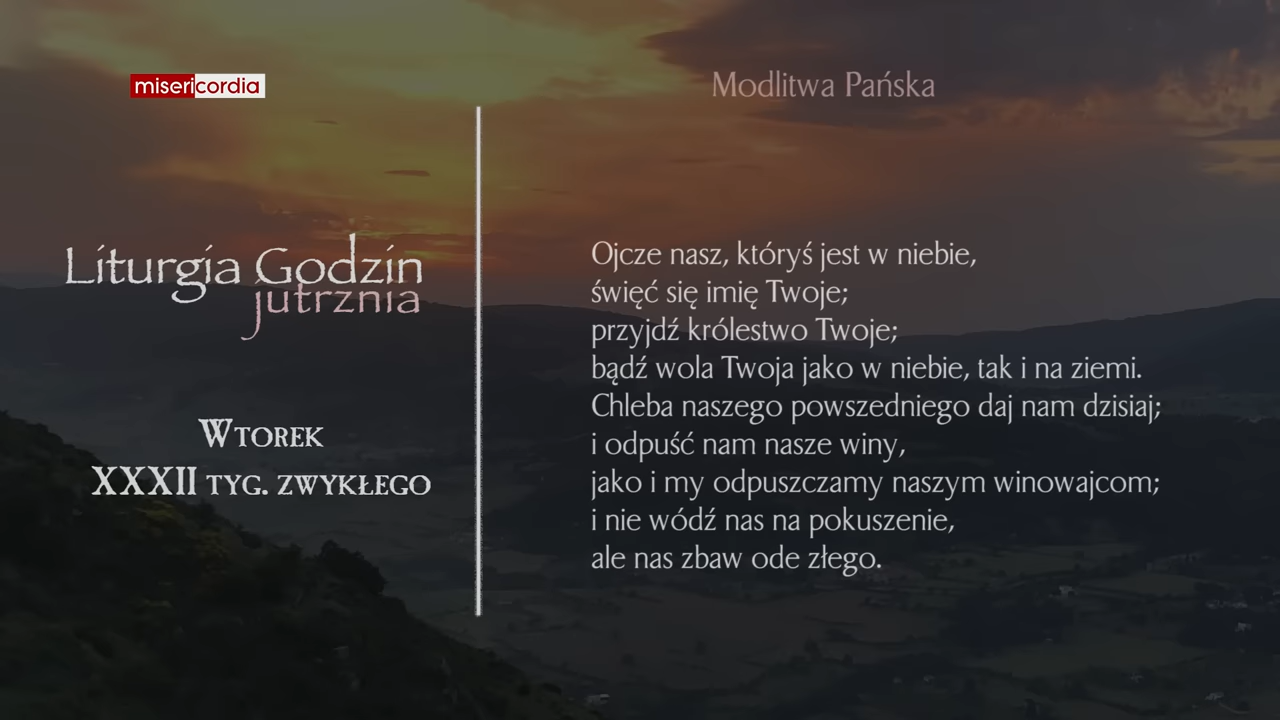 misericordia
Liturgia Godzin
jutrznia
Wtorek
XXXII tyg. zwykłego
Modlitwa Pańska
Ojcze nasz, któryś jest w niebie,
święć się imię Twoje;
przyjdź królestwo Twoje;
bądź wola Twoja jako w niebie, tak i na ziemi.
Chleba naszego powszedniego daj nam dzisiaj;
i odpuść nam nasze winy,
jako i my odpuszczamy naszym winowajcom;
i nie wódź nas na pokuszenie,
ale nas zbaw ode złego.